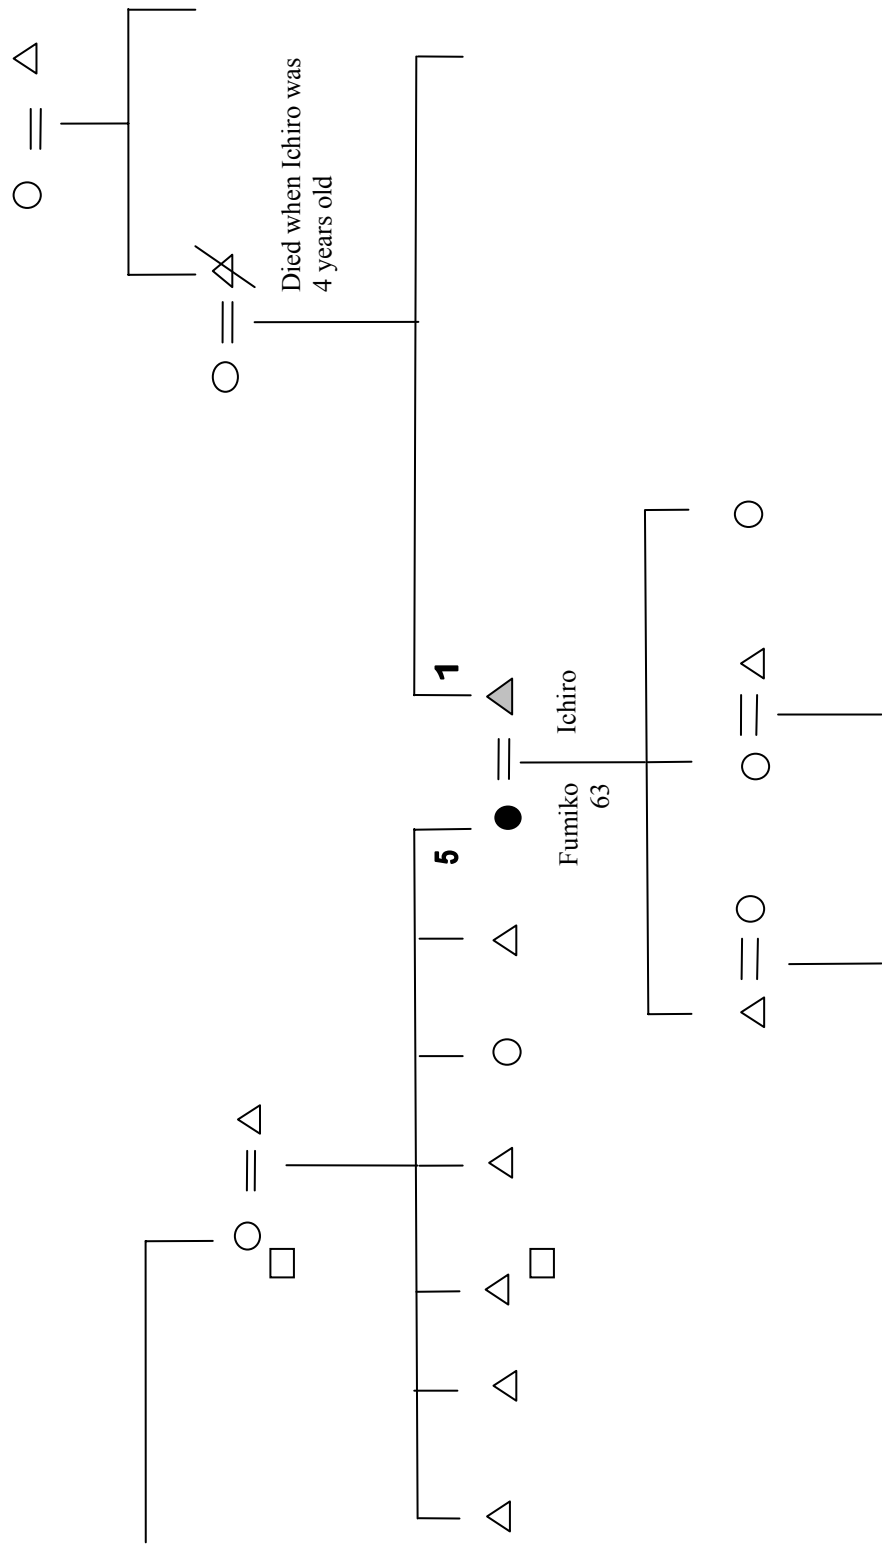 Died when Ichiro was
4 years old
5
1
Fumiko
63
Ichiro